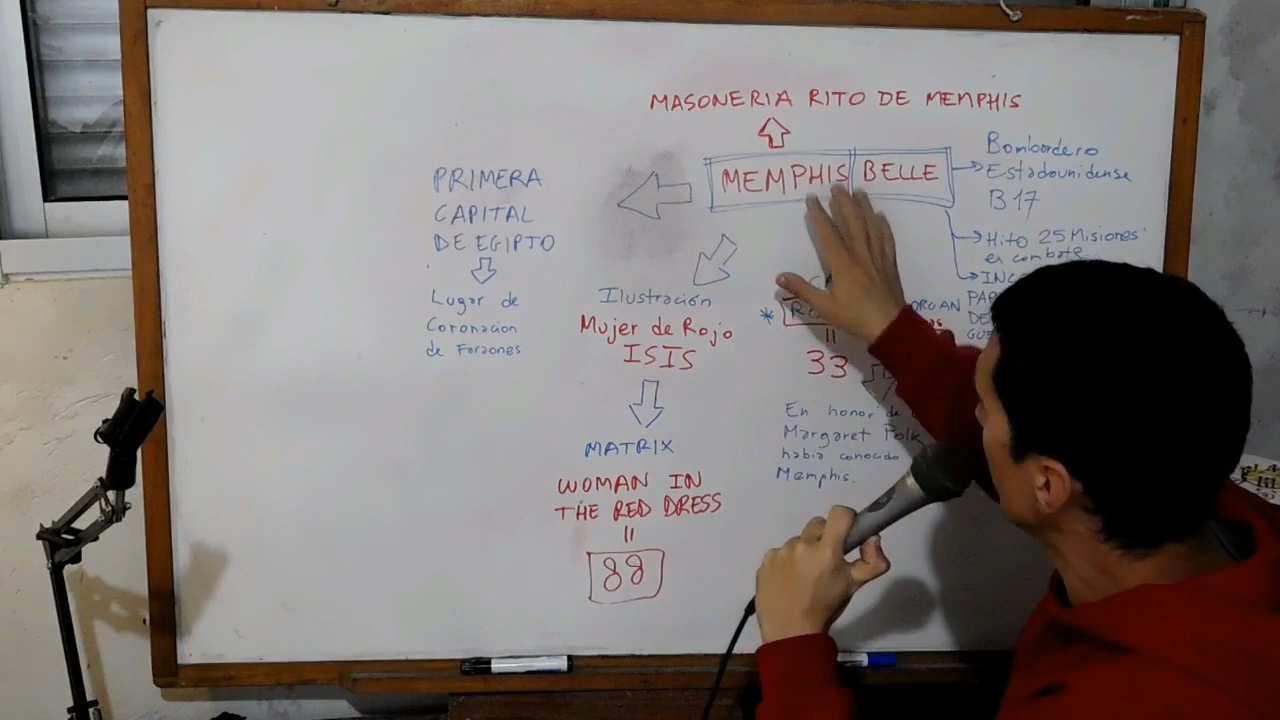 MASONERIA RITO DE MEMPHIS
MEMPHIS BELLE
Bombardero
Estadounidense
B 17
Hito 25 Misiones
en combate
PRIMERA
CAPITAL
DE EGIPTO
Lugar de
Coronacion
de Faraones
Ilustración
Mujer de Rojo
ISIS
MATRIX
WOMAN IN
THE RED DRESS
=
88
*
=
33
En honor de
Margaret Polk
habia conocido
Memphis.